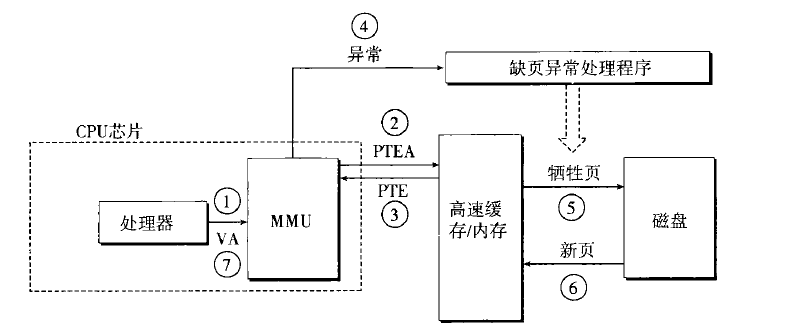 ④
异常
缺页异常处理程序
CPU芯片
②
PTEA
PTE
③
处理器
①
VA
⑦
MMU
高速缓
存/内存
牺牲页
⑤
新页
⑥
磁盘